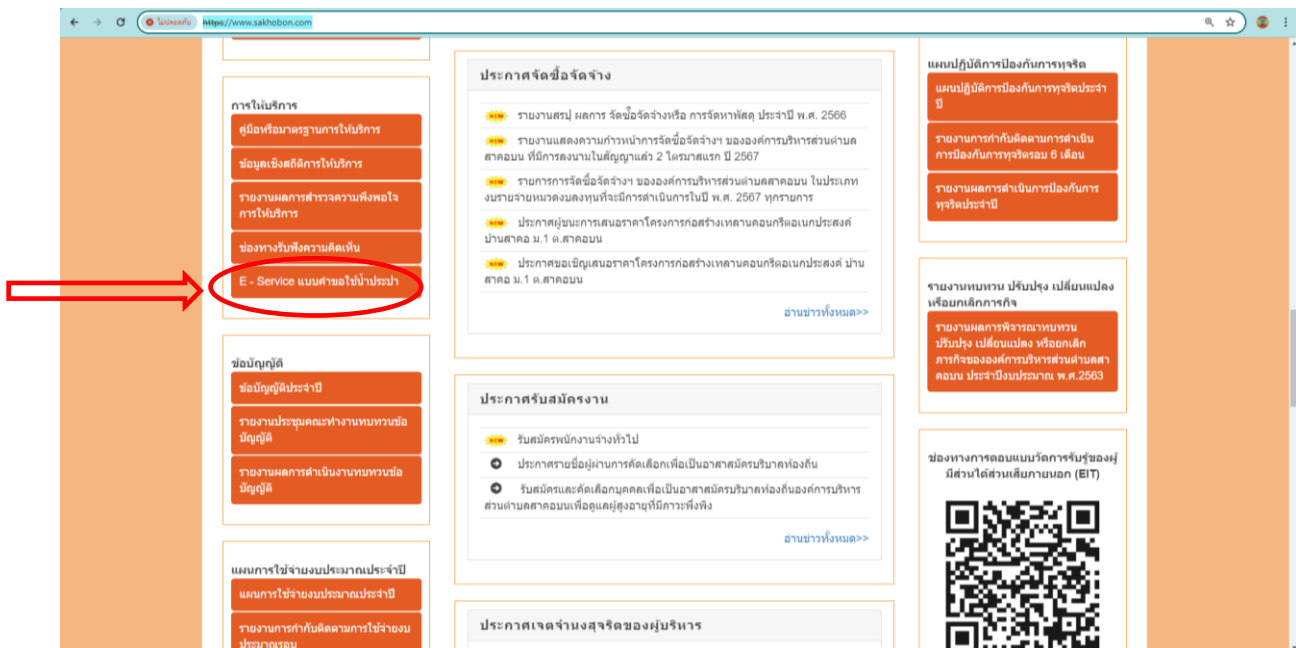 ไม่ปลอดภัย https://www.sakhobon.com
การให้บริการ
คู่มือหรือมาตรฐานการให้บริการ
ข้อมูลเชิงสถิติการให้บริการ
รายงานผลการสำรวจความพึงพอใจ
การให้บริการ
ช่องทางรับฟังความคิดเห็น
E - Service แบบคำขอใช้น้ำประปา
ข้อบัญญัติ
ข้อบัญญัติประจำปี
รายงานประชุมคณะทำงานทบทวนข้อ
บัญญัติ
รายงานผลการดำเนินงานทบทวนข้อ
บัญญัติ
แผนการใช้จ่ายงบประมาณประจำปี
แผนการใช้จ่ายงบประมาณประจำปี
รายงานการกำกับติดตามการใช้จ่ายงบ
ประมาณรอบ
ประกาศจัดซื้อจัดจ้าง
NEW รายงานสรุป ผลการ จัดซื้อจัดจ้างหรือ การจัดหาพัสดุ ประจำปี พ.ศ. 2566
NEW รายงานแสดงความก้าวหน้าการจัดซื้อจัดจ้างฯ ขององค์การบริหารส่วนตำบล
สาคอบน ที่มีการลงนามในสัญญาแล้ว 2 ไตรมาสแรก ปี 2567
NEW รายการการจัดซื้อจัดจ้างฯ ขององค์การบริหารส่วนตำบลสาคอบน ในประเภท
งบรายจ่ายหมวดงบลงทุนที่จะมีการดำเนินการในปี พ.ศ. 2567 ทุกรายการ
NEW ประกาศผู้ชนะการเสนอราคาโครงการก่อสร้างเทลานคอนกรีตอเนกประสงค์
บ้านสาคอ ม.1 ต.สาคอบน
NEW ประกาศขอเชิญเสนอราคาโครงการก่อสร้างเทลานคอนกรีตอเนกประสงค์ บ้าน
สาคอ ม.1 ต.สาคอบน
อ่านข่าวทั้งหมด>>
ประกาศรับสมัครงาน
NEW รับสมัครพนักงานจ้างทั่วไป
ประกาศรายชื่อผู้ผ่านการคัดเลือกเพื่อเป็นอาสาสมัครบริบาลท้องถิ่น
รับสมัครและคัดเลือกบุคคลเพื่อเป็นอาสาสมัครบริบาลท้องถิ่นองค์การบริหาร
ส่วนตำบลสาคอบนเพื่อดูแลผู้สูงอายุที่มีภาวะพึ่งพิง
อ่านข่าวทั้งหมด>>
ประกาศเจตจำนงสุจริตของผู้บริหาร
แผนปฏิบัติการป้องกันการทุจริต
แผนปฏิบัติการป้องกันการทุจริตประจำ
ปี
รายงานการกำกับติดตามการดำเนิน
การป้องกันการทุจริตรอบ 6 เดือน
รายงานผลการดำเนินการป้องกันการ
ทุจริตประจำปี
รายงานทบทวน ปรับปรุง เปลี่ยนแปลง
หรือยกเลิกภารกิจ
รายงานผลการพิจารณาทบทวน
ปรับปรุง เปลี่ยนแปลง หรือยกเลิก
ภารกิจขององค์การบริหารส่วนตำบลสา
คอบน ประจำปีงบประมาณ พ.ศ.2563
ช่องทางการตอบแบบวัดการรับรู้ของผู้
มีส่วนได้ส่วนเสียภายนอก (EIT)